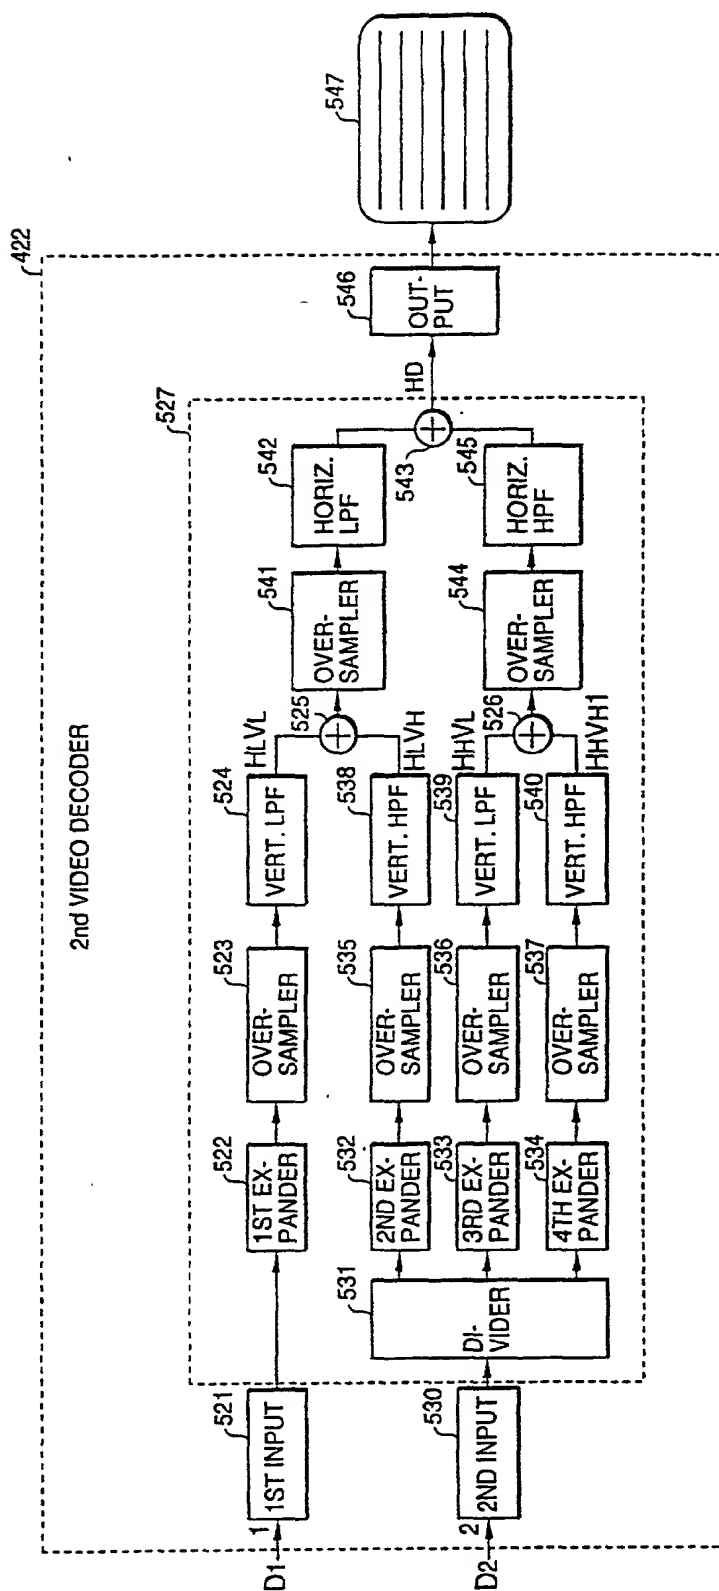 2nd VIDEO DECODER
422
527
D1
1
521
1ST INPUT
522
1ST EX-
PANDER
523
OVER-
SAMPLER
524
VERT. LPF
HLVL
525
541
OVER-
SAMPLER
542
HORIZ.
LPF
D2
2
530
2ND INPUT
531
DI-
VIDER
532
2ND EX-
PANDER
535
OVER-
SAMPLER
538
VERT. HPF
HLVH
533
3RD EX-
PANDER
536
OVER-
SAMPLER
539
VERT. LPF
HHVL
526
544
OVER-
SAMPLER
545
HORIZ.
HPF
534
4TH EX-
PANDER
537
OVER-
SAMPLER
540
VERT. HPF
HHVH1
543
HD
546
OUT-
PUT
547